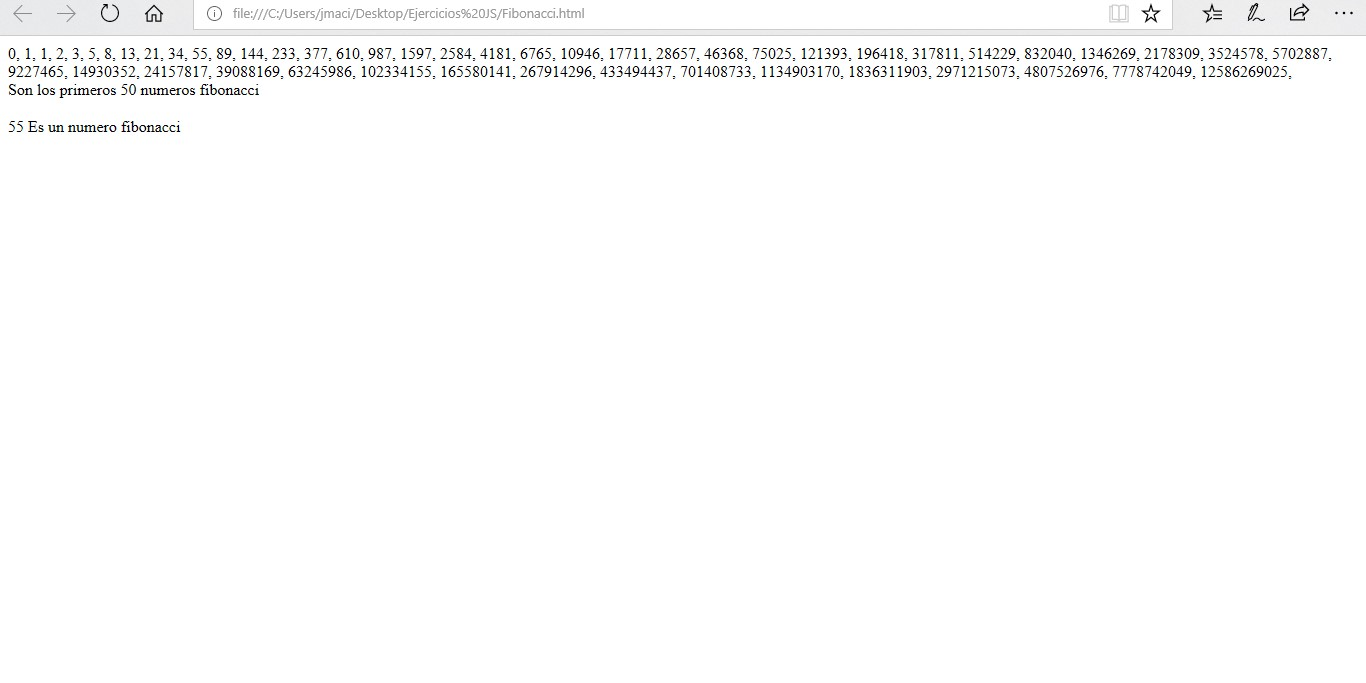 file:///C:/Users/jmaci/Desktop/Ejercicios%20JS/Fibonacci.html
0, 1, 1, 2, 3, 5, 8, 13, 21, 34, 55, 89, 144, 233, 377, 610, 987, 1597, 2584, 4181, 6765, 10946, 17711, 28657, 46368, 75025, 121393, 196418, 317811, 514229, 832040, 1346269, 2178309, 3524578, 5702887,
9227465, 14930352, 24157817, 39088169, 63245986, 102334155, 165580141, 267914296, 433494437, 701408733, 1134903170, 1836311903, 2971215073, 4807526976, 7778742049, 12586269025,
Son los primeros 50 numeros fibonacci
55 Es un numero fibonacci